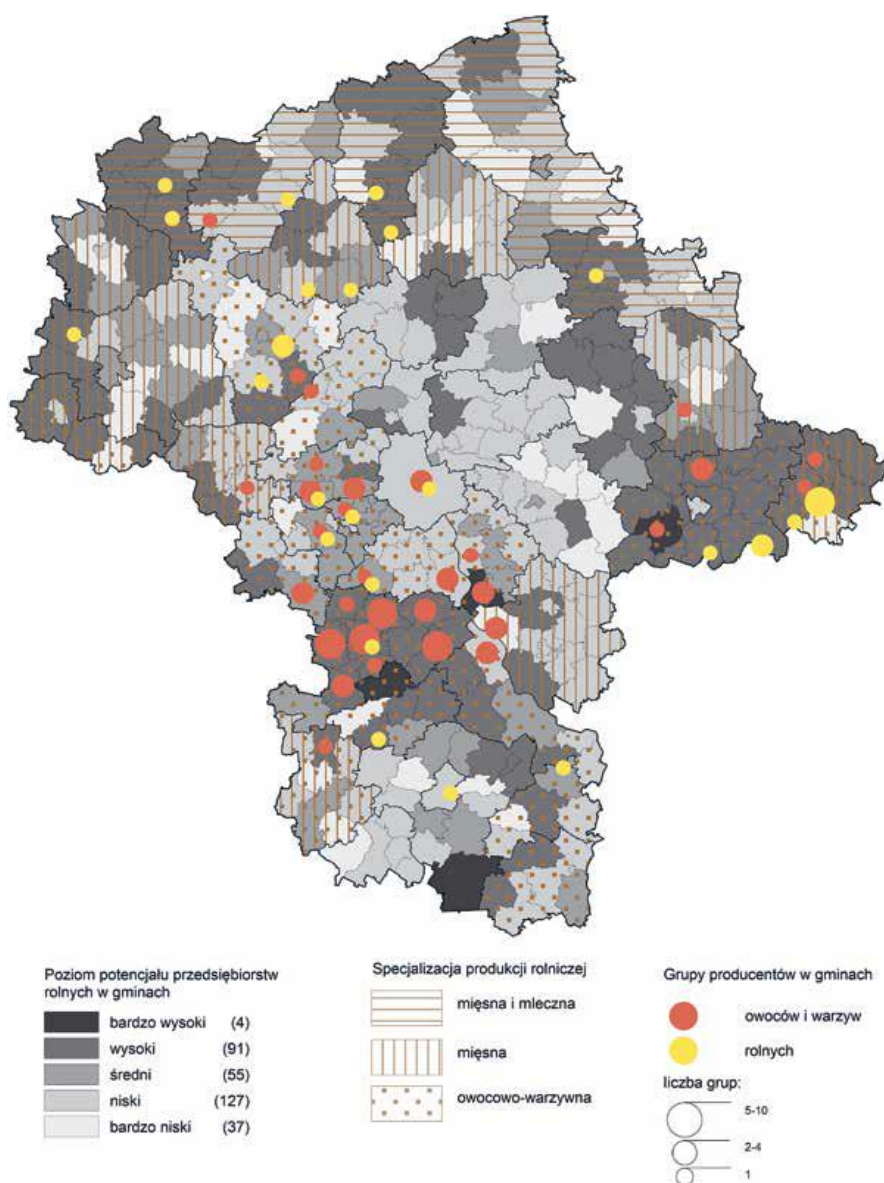 Poziom potencjału przedsiębiorstw
rolnych w gminach
bardzo wysoki (4)
wysoki (91)
średni (55)
niski (127)
bardzo niski (37)
Specjalizacja produkcji rolniczej
mięsna i mleczna
mięsna
owocowo-warzywna
Grupy producentów w gminach
owoców i warzyw
rolnych
liczba grup:
5-10
2-4
1